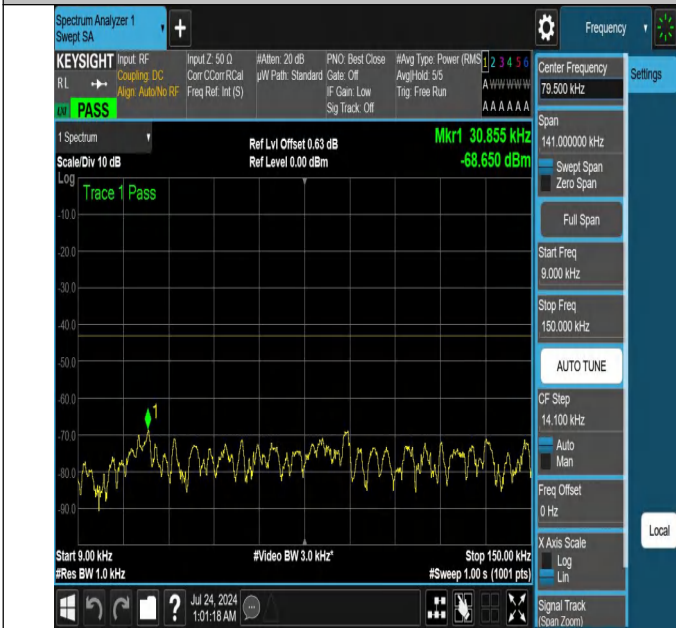 Spectrum Analyzer 1
Swept SA
+
Frequency
KEYSIGHT
Input: RF
Coupling: DC
Align: Auto/No RF
Input Z: 50 Ω
Corr CCorr RCal
Freq Ref: Int (S)
#Atten: 20 dB
µW Path: Standard
PNO: Best Close
Gate: Off
IF Gain: Low
Sig Track: Off
#Avg Type: Power (RMS
Avg|Hold: 5/5
Trig: Free Run
1 2 3 4 5 6
A W W W W W
A A A A A A
R L
PASS
1 Spectrum
Scale/Div 10 dB
Log
Ref Lvl Offset 0.63 dB
Ref Level 0.00 dBm
Mkr1 30.855 kHz
-68.650 dBm
Trace 1 Pass
-10.0
-20.0
-30.0
-40.0
-50.0
-60.0
-70.0
-80.0
-90.0
1
Start 9.00 kHz
#Res BW 1.0 kHz
#Video BW 3.0 kHz*
Stop 150.00 kHz
#Sweep 1.00 s (1001 pts)
Center Frequency
79.500 kHz
Settings
Span
141.000000 kHz
Swept Span
Zero Span
Full Span
Start Freq
9.000 kHz
Stop Freq
150.000 kHz
AUTO TUNE
CF Step
14.100 kHz
Auto
Man
Freq Offset
0 Hz
X Axis Scale
Log
Lin
Local
Signal Track
(Span Zoom)
?
Jul 24, 2024
1:01:18 AM